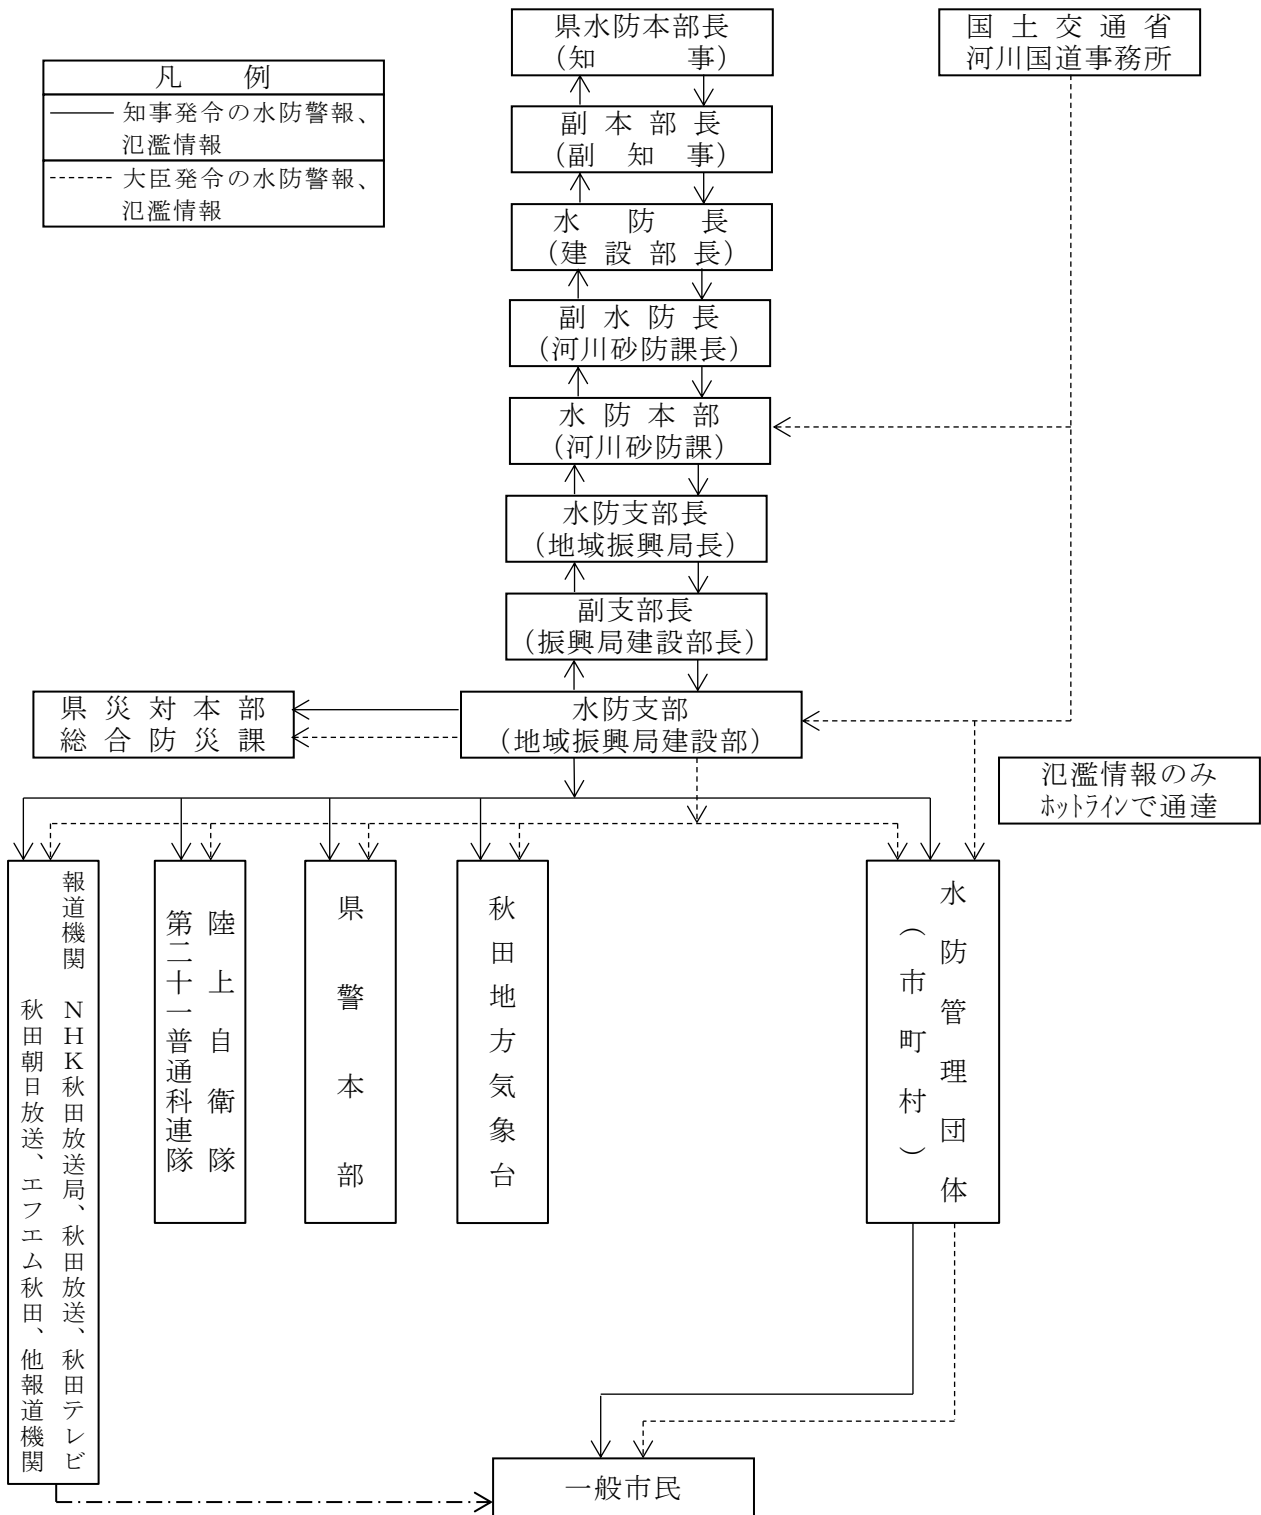 県水防本部長
（知　　　事）
国土交通省
河川国道事務所
凡　　例
知事発令の水防警報、
氾濫情報
大臣発令の水防警報、
氾濫情報
副本部長
（副知事）
水防長
（建設部長）
副水防長
（河川砂防課長）
水防本部
（河川砂防課）
水防支部長
（地域振興局長）
副支部長
（振興局建設部長）
県災対本部
総合防災課
水防支部
（地域振興局建設部）
氾濫情報のみ
ﾎｯﾄﾗｲﾝで通達
報道機関　NHK秋田放送局、秋田放送、秋田テレビ
秋田朝日放送、エフエム秋田、他報道機関
陸上自衛隊
第二十一普通科連隊
県警本部
秋田地方気象台
水防管理団体
（市町村）
一般市民